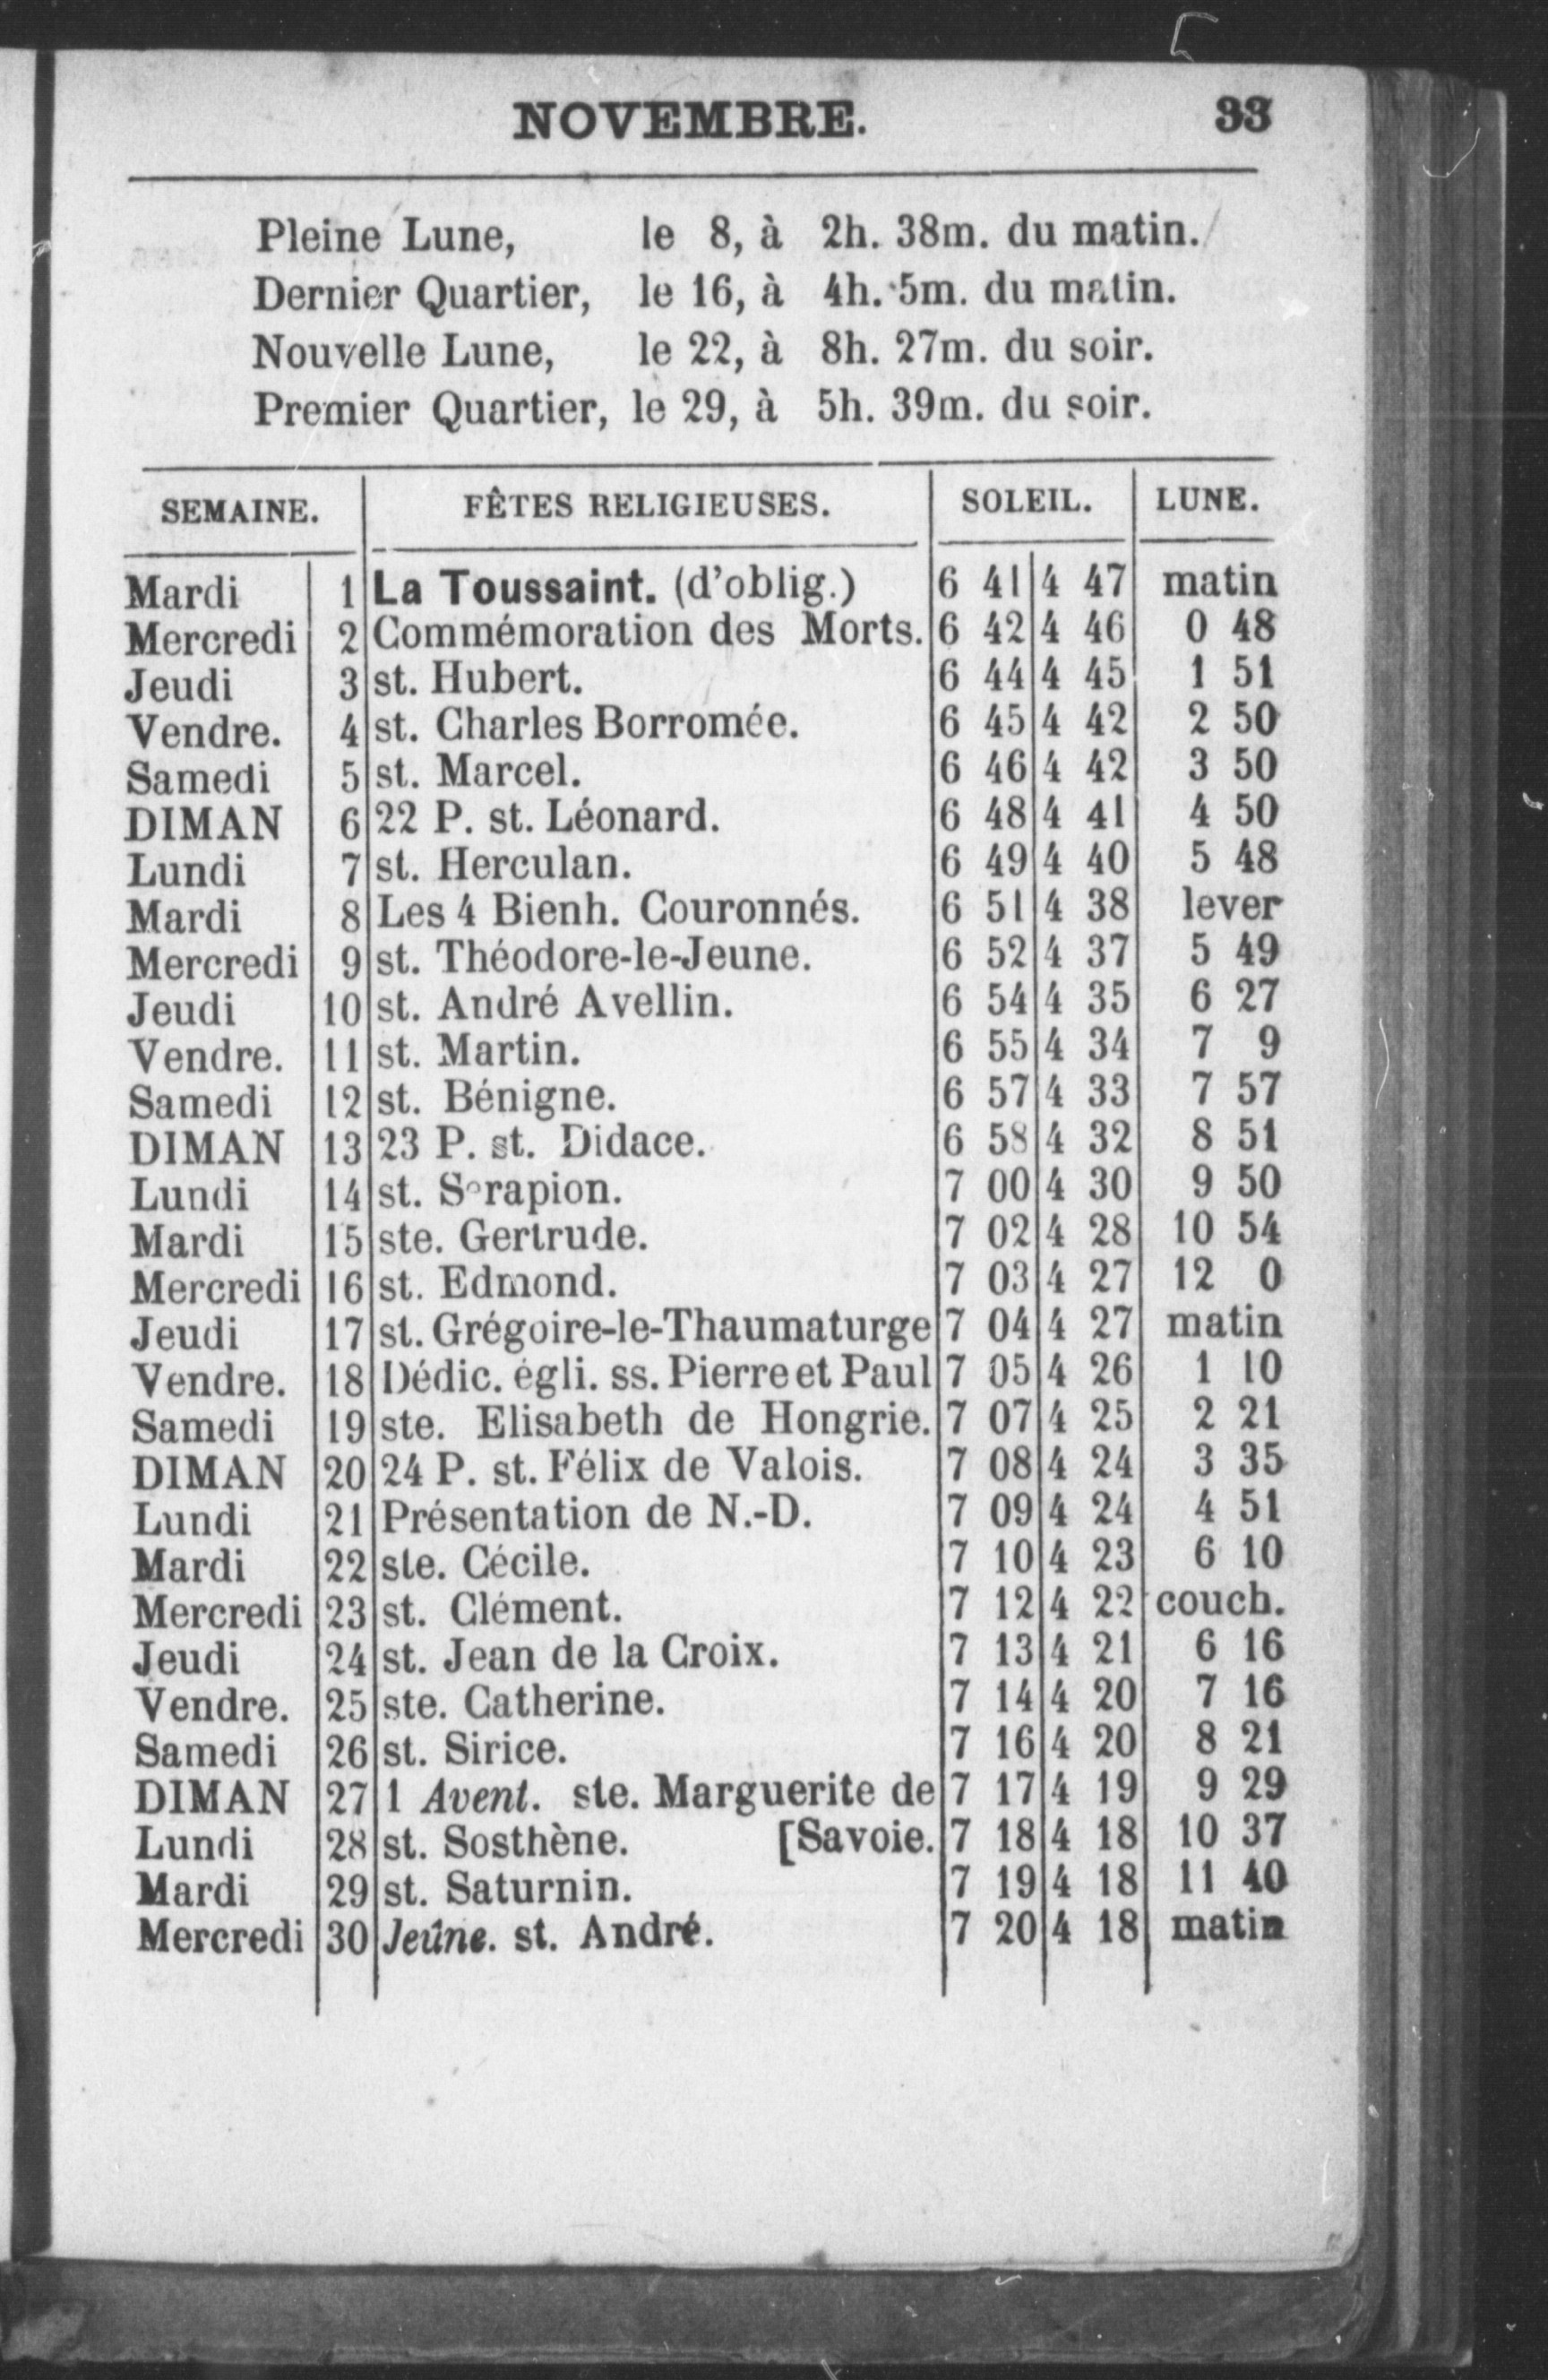 NOVEMBRE. 33
Pleine Lune, le 8, à 2h. 38m. du matin.
Dernier Quartier, le 16, à 4h. 5m. du matin.
Nouvelle Lune, le 22, à 8h. 27m. du soir.
Premier Quartier, le 29, à 5h. 39m. du soir.
SEMAINE. FÊTES RELIGIEUSES. SOLEIL. LUNE.
Mardi 1 La Toussaint. (d'oblig.) 6 41 4 47 matin
Mercredi 2 Commémoration des Morts. 6 42 4 46 0 48
Jeudi 3 st. Hubert. 6 44 4 45 1 51
Vendre. 4 st. Charles Borromée. 6 45 4 42 2 50
Samedi 5 st. Marcel. 6 46 4 42 3 50
DIMAN 6 22 P. st. Léonard. 6 48 4 41 4 50
Lundi 7 st. Herculan. 6 49 4 40 5 48
Mardi 8 Les 4 Bienh. Couronnés. 6 51 4 38 lever
Mercredi 9 st. Théodore-le-Jeune. 6 52 4 37 5 49
Jeudi 10 st. André Avellin. 6 54 4 35 6 27
Vendre. 11 st. Martin. 6 55 4 34 7 9
Samedi 12 st. Bénigne. 6 57 4 33 7 57
DIMAN 13 23 P. st. Didace. 6 58 4 32 8 51
Lundi 14 st. Serapion. 7 00 4 30 9 50
Mardi 15 ste. Gertrude. 7 02 4 28 10 54
Mercredi 16 st. Edmond. 7 03 4 27 12 0
Jeudi 17 st. Grégoire-le-Thaumaturge 7 04 4 27 matin
Vendre. 18 Dédic. égli. ss. Pierre et Paul 7 05 4 26 1 10
Samedi 19 ste. Elisabeth de Hongrie. 7 07 4 25 2 21
DIMAN 20 24 P. st. Félix de Valois. 7 08 4 24 3 35
Lundi 21 Présentation de N.-D. 7 09 4 24 4 51
Mardi 22 ste. Cécile. 7 10 4 23 6 10
Mercredi 23 st. Clément. 7 12 4 22 couch.
Jeudi 24 st. Jean de la Croix. 7 13 4 21 6 16
Vendre. 25 ste. Catherine. 7 14 4 20 7 16
Samedi 26 st. Sirice. 7 16 4 20 8 21
DIMAN 27 1 Avent. ste. Marguerite de 7 17 4 19 9 29
Lundi 28 st. Sosthène. [Savoie. 7 18 4 18 10 37
Mardi 29 st. Saturnin. 7 19 4 18 11 40
Mercredi 30 Jeûne. st. André. 7 20 4 18 matin